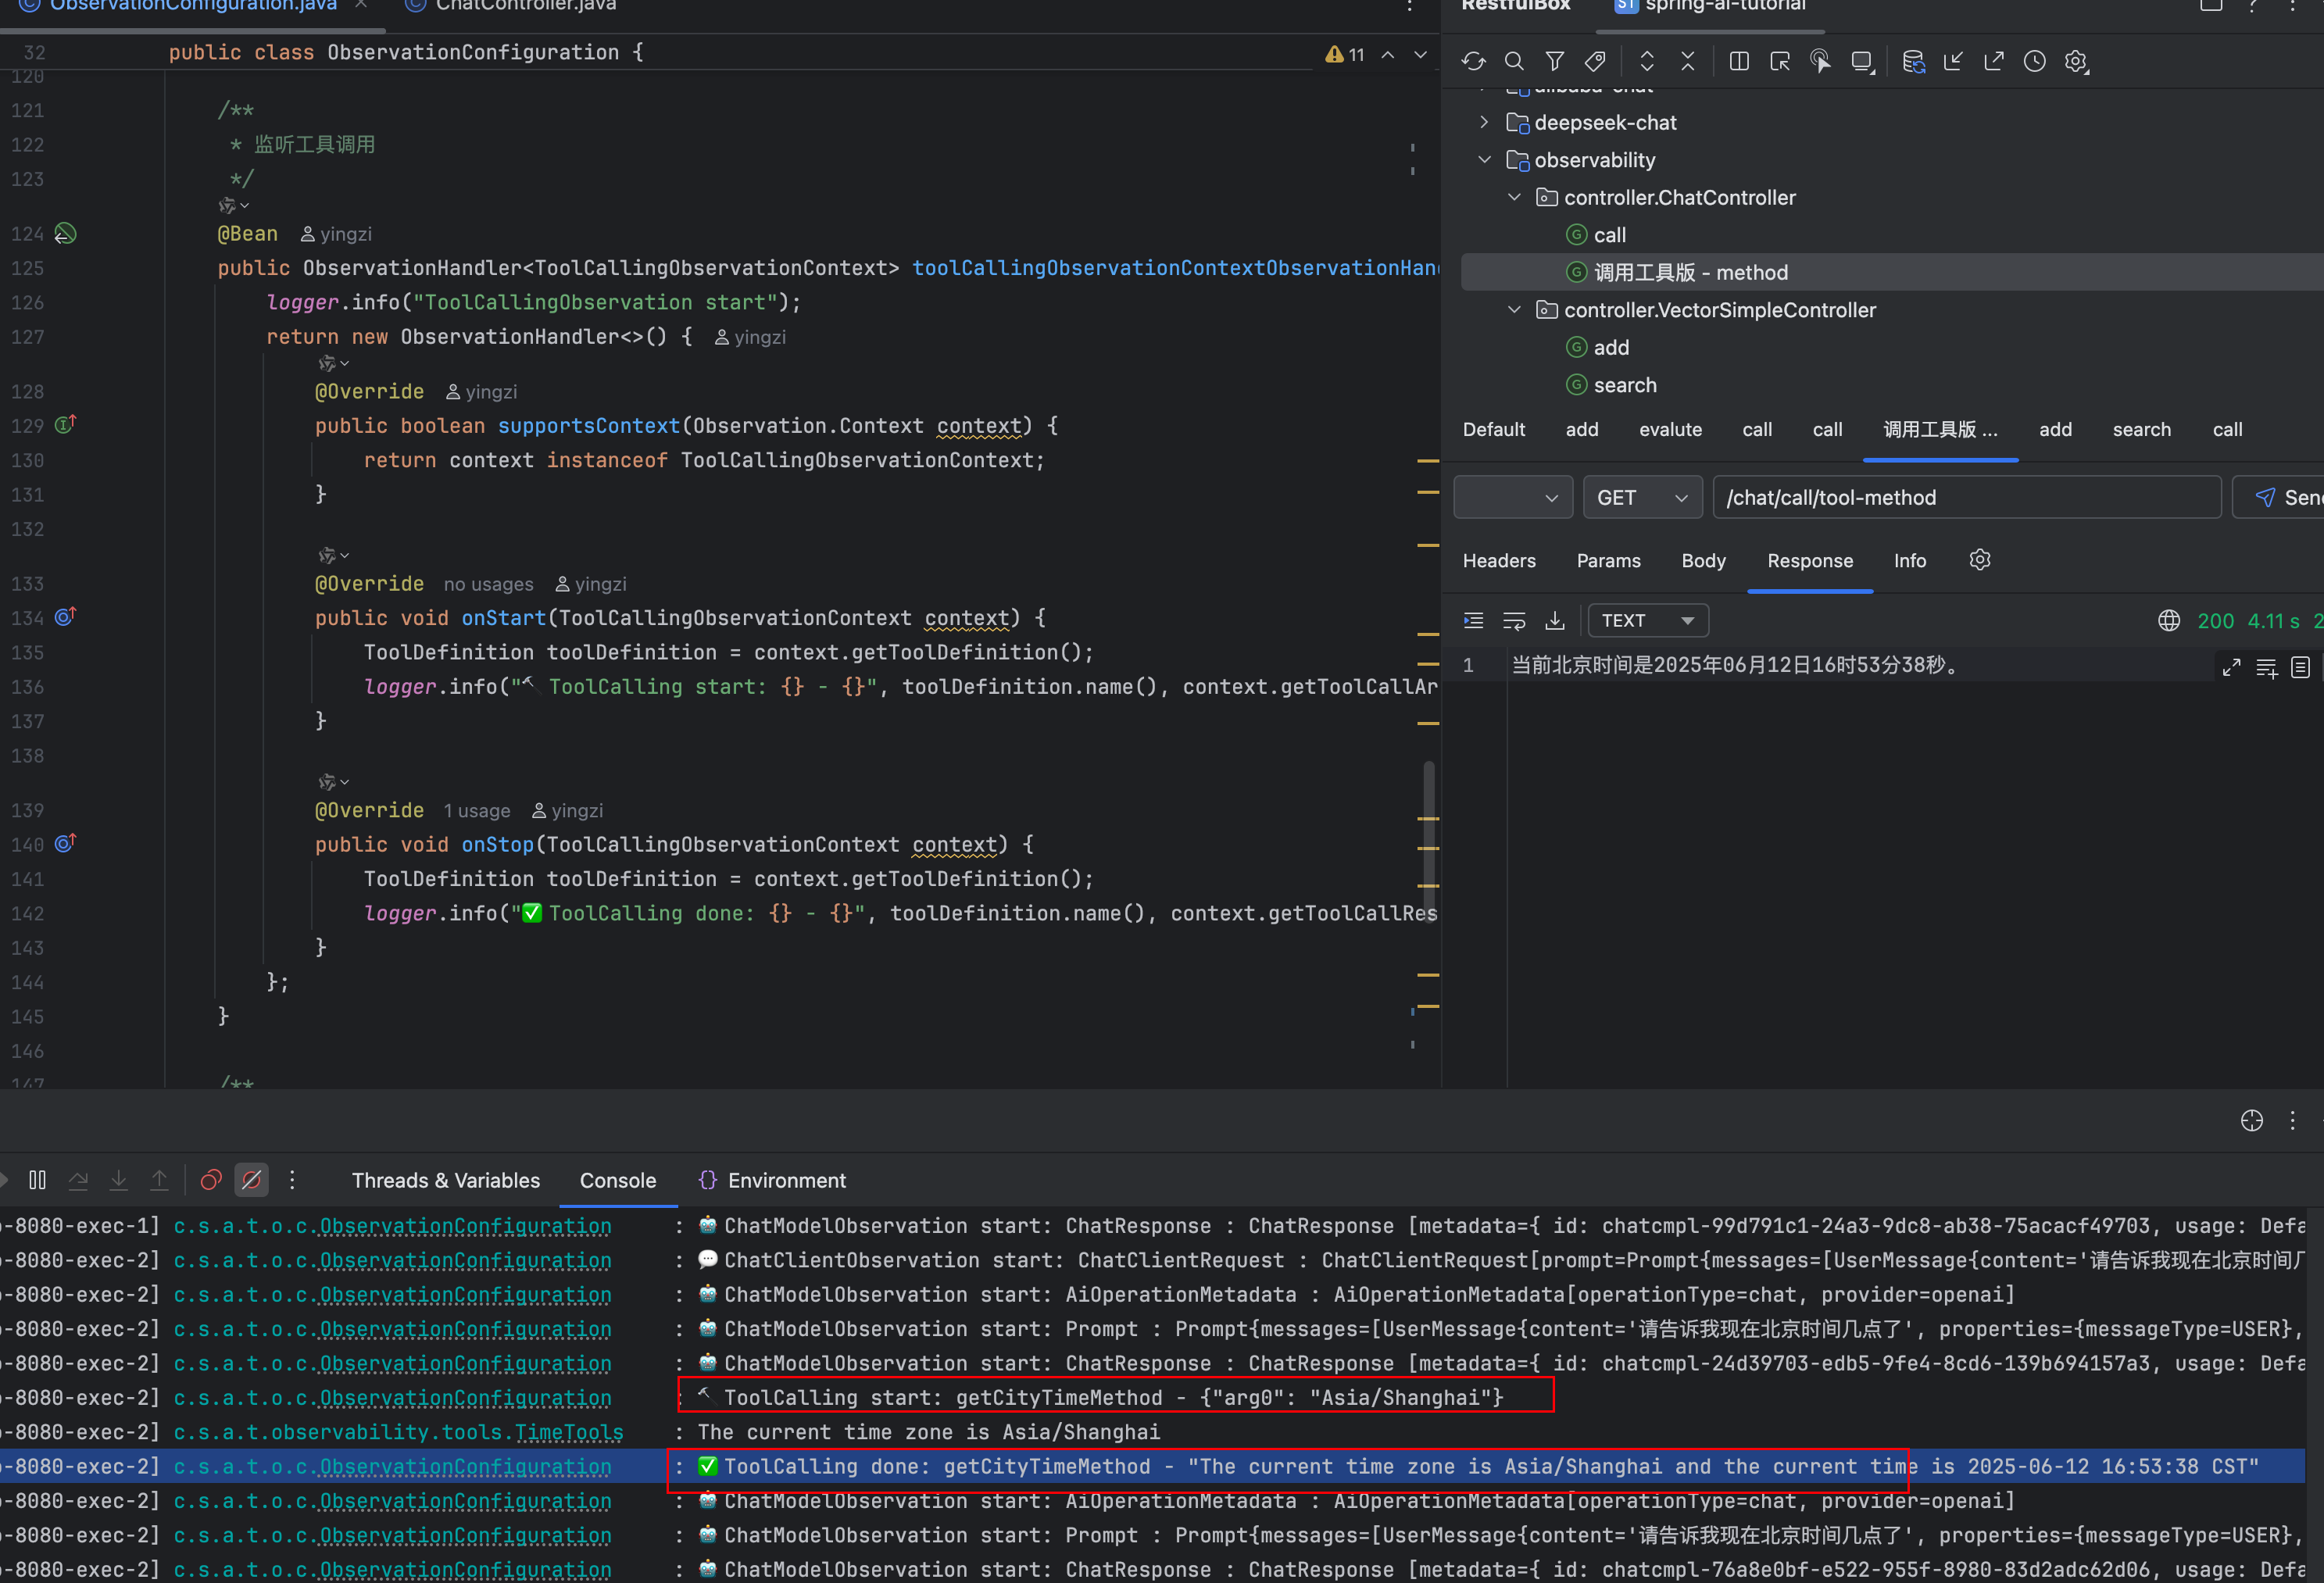 ObservationConfiguration.java
ChatController.java
32 public class ObservationConfiguration {
11
120
121 /**
122 * 监听工具调用
123 */
124 @Bean yingzi
125 public ObservationHandler<ToolCallingObservationContext> toolCallingObservationContextObservationHan
126 logger.info("ToolCallingObservation start");
127 return new ObservationHandler<>() { yingzi
128 @Override yingzi
129 public boolean supportsContext(Observation.Context context) {
130 return context instanceof ToolCallingObservationContext;
131 }
132
133 @Override no usages yingzi
134 public void onStart(ToolCallingObservationContext context) {
135 ToolDefinition toolDefinition = context.getToolDefinition();
136 logger.info("🔨 ToolCalling start: {} - {}", toolDefinition.name(), context.getToolCallAr
137 }
138
139 @Override 1 usage yingzi
140 public void onStop(ToolCallingObservationContext context) {
141 ToolDefinition toolDefinition = context.getToolDefinition();
142 logger.info("✅ ToolCalling done: {} - {}", toolDefinition.name(), context.getToolCallRes
143 }
144 };
145 }
146
147 /**
RestfulBox spring-ai-tutorial
alibaba-chat
deepseek-chat
observability
controller.ChatController
call
调用工具版 - method
controller.VectorSimpleController
add
search
Default add evalute call call 调用工具版 ... add search call
GET /chat/call/tool-method Send
Headers Params Body Response Info
TEXT 200 4.11 s 2
1 当前北京时间是2025年06月12日16时53分38秒。
Threads & Variables Console Environment
o-8080-exec-1] c.s.a.t.o.c.ObservationConfiguration : 🤖 ChatModelObservation start: ChatResponse : ChatResponse [metadata={ id: chatcmpl-99d791c1-24a3-9dc8-ab38-75acacf49703, usage: Defa
o-8080-exec-2] c.s.a.t.o.c.ObservationConfiguration : 💬 ChatClientObservation start: ChatClientRequest : ChatClientRequest[prompt=Prompt{messages=[UserMessage{content='请告诉我现在北京时间几
o-8080-exec-2] c.s.a.t.o.c.ObservationConfiguration : 🤖 ChatModelObservation start: AiOperationMetadata : AiOperationMetadata[operationType=chat, provider=openai]
o-8080-exec-2] c.s.a.t.o.c.ObservationConfiguration : 🤖 ChatModelObservation start: Prompt : Prompt{messages=[UserMessage{content='请告诉我现在北京时间几点了', properties={messageType=USER},
o-8080-exec-2] c.s.a.t.o.c.ObservationConfiguration : 🤖 ChatModelObservation start: ChatResponse : ChatResponse [metadata={ id: chatcmpl-24d39703-edb5-9fe4-8cd6-139b694157a3, usage: Defa
o-8080-exec-2] c.s.a.t.o.c.ObservationConfiguration : 🔨 ToolCalling start: getCityTimeMethod - {"arg0": "Asia/Shanghai"}
o-8080-exec-2] c.s.a.t.observability.tools.TimeTools : The current time zone is Asia/Shanghai
o-8080-exec-2] c.s.a.t.o.c.ObservationConfiguration : ✅ ToolCalling done: getCityTimeMethod - "The current time zone is Asia/Shanghai and the current time is 2025-06-12 16:53:38 CST"
o-8080-exec-2] c.s.a.t.o.c.ObservationConfiguration : 🤖 ChatModelObservation start: AiOperationMetadata : AiOperationMetadata[operationType=chat, provider=openai]
o-8080-exec-2] c.s.a.t.o.c.ObservationConfiguration : 🤖 ChatModelObservation start: Prompt : Prompt{messages=[UserMessage{content='请告诉我现在北京时间几点了', properties={messageType=USER},
o-8080-exec-2] c.s.a.t.o.c.ObservationConfiguration : 🤖 ChatModelObservation start: ChatResponse : ChatResponse [metadata={ id: chatcmpl-76a8e0bf-e522-955f-8980-83d2adc62d06, usage: Defa